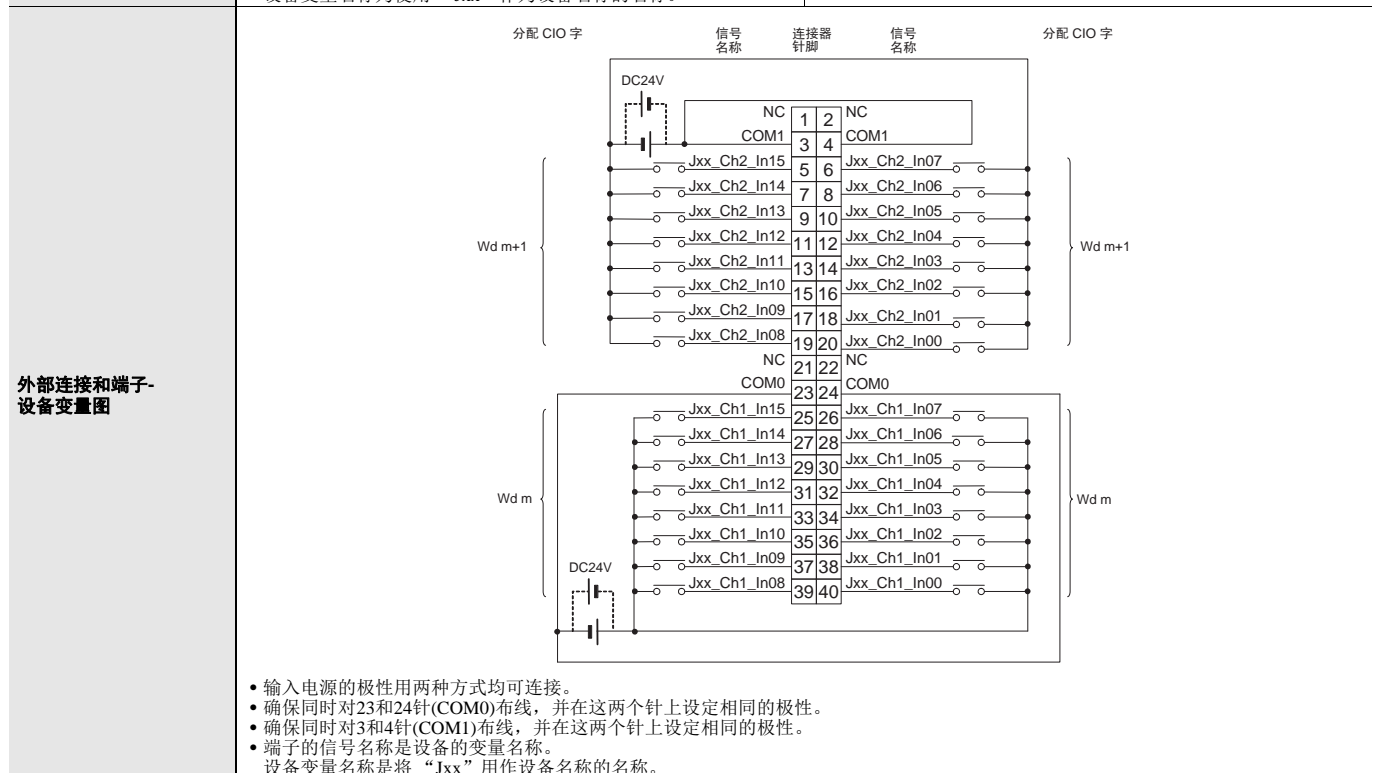 分配 CIO 字 信号 名称 连接器 针脚 信号 名称 分配 CIO 字
DC24V
NC 1 2 NC
COM1 3 4 COM1
Jxx_Ch2_In15 5 6 Jxx_Ch2_In07
Jxx_Ch2_In14 7 8 Jxx_Ch2_In06
Jxx_Ch2_In13 9 10 Jxx_Ch2_In05
Wd m+1 Jxx_Ch2_In12 11 12 Jxx_Ch2_In04 Wd m+1
Jxx_Ch2_In11 13 14 Jxx_Ch2_In03
Jxx_Ch2_In10 15 16 Jxx_Ch2_In02
Jxx_Ch2_In09 17 18 Jxx_Ch2_In01
Jxx_Ch2_In08 19 20 Jxx_Ch2_In00
NC 21 22 NC
外部连接和端子-
设备变量图
COM0 23 24 COM0
Jxx_Ch1_In15 25 26 Jxx_Ch1_In07
Jxx_Ch1_In14 27 28 Jxx_Ch1_In06
Jxx_Ch1_In13 29 30 Jxx_Ch1_In05
Wd m Jxx_Ch1_In12 31 32 Jxx_Ch1_In04 Wd m
Jxx_Ch1_In11 33 34 Jxx_Ch1_In03
Jxx_Ch1_In10 35 36 Jxx_Ch1_In02
DC24V Jxx_Ch1_In09 37 38 Jxx_Ch1_In01
Jxx_Ch1_In08 39 40 Jxx_Ch1_In00
• 输入电源的极性用两种方式均可连接。
• 确保同时对23和24针(COM0)布线，并在这两个针上设定相同的极性。
• 确保同时对3和4针(COM1)布线，并在这两个针上设定相同的极性。
• 端子的信号名称是设备的变量名称。
设备变量名称是将 “Jxx”用作设备名称的名称。